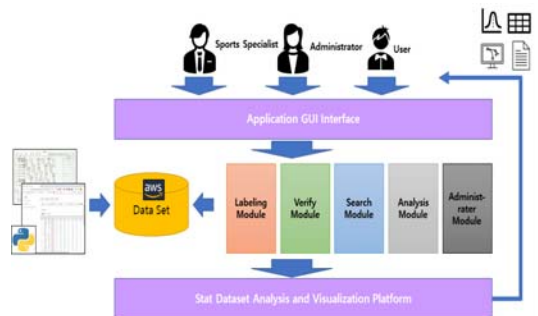 Sports Specialist
Administrator
User
Application GUI Interface
aws
Data Set
Labeling
Module
Verify
Module
Search
Module
Analysis
Module
Administ-
rater
Module
Stat Dataset Analysis and Visualization Platform